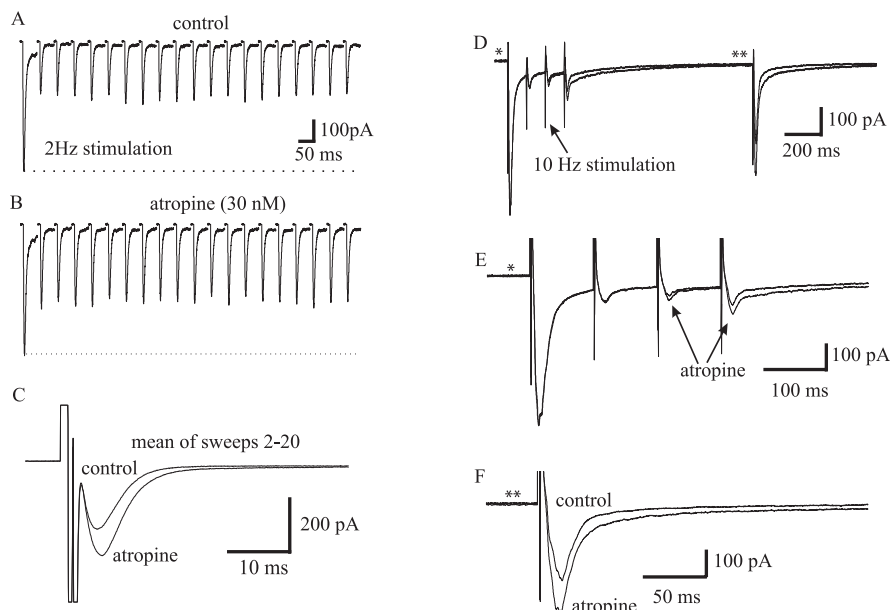 A
control
2Hz stimulation
100pA
50 ms
B
atropine (30 nM)
C
mean of sweeps 2-20
control
atropine
200 pA
10 ms
D
*
**
10 Hz stimulation
100 pA
200 ms
E
*
atropine
100 pA
100 ms
F
**
control
atropine
100 pA
50 ms